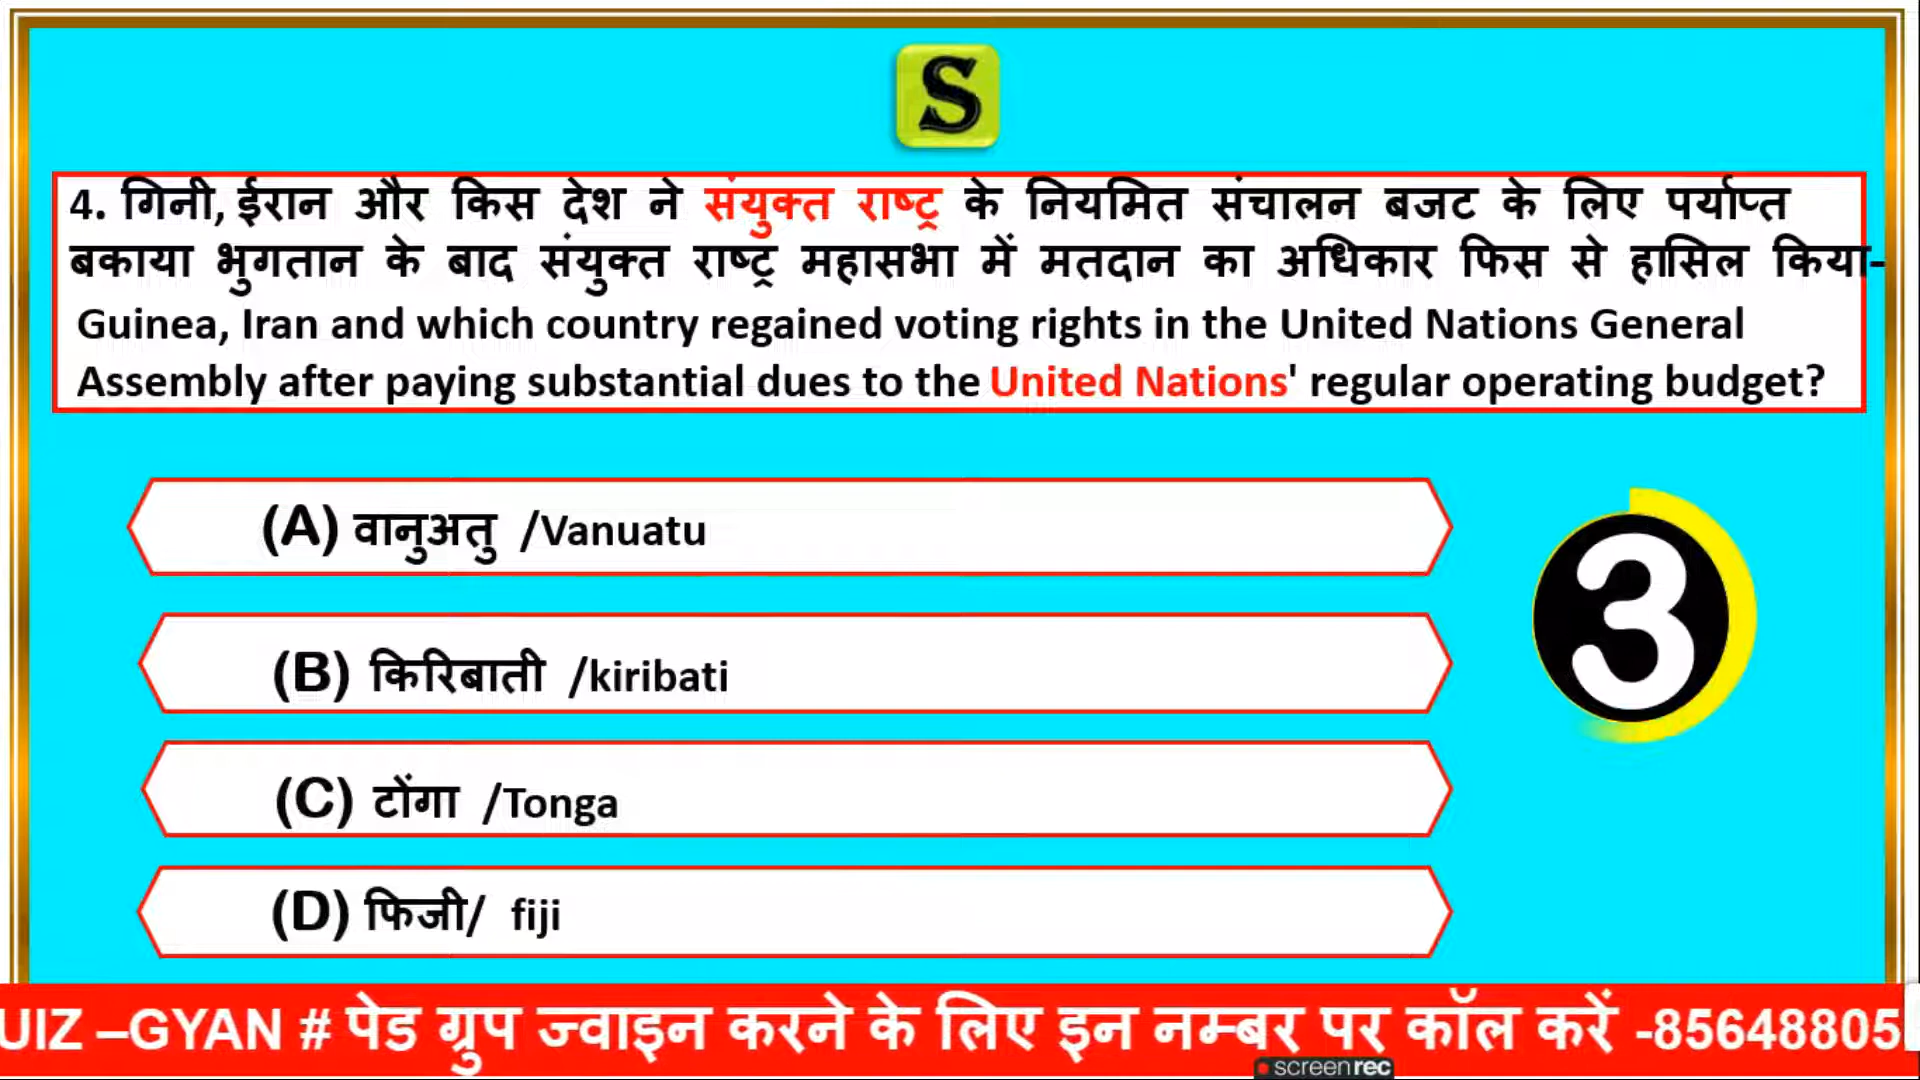 S
4. गिनी, ईरान और किस देश ने संयुक्त राष्ट्र के नियमित संचालन बजट के लिए पर्याप्त
बकाया भुगतान के बाद संयुक्त राष्ट्र महासभा में मतदान का अधिकार फिस से हासिल किया-
Guinea, Iran and which country regained voting rights in the United Nations General
Assembly after paying substantial dues to the United Nations' regular operating budget?
(A) वानुअतु /Vanuatu
(B) किरिबाती /kiribati
3
(C) टोंगा /Tonga
(D) फिजी/ fiji
UIZ –GYAN # पेड ग्रुप ज्वाइन करने के लिए इन नम्बर पर कॉल करें -85648805
screenrec